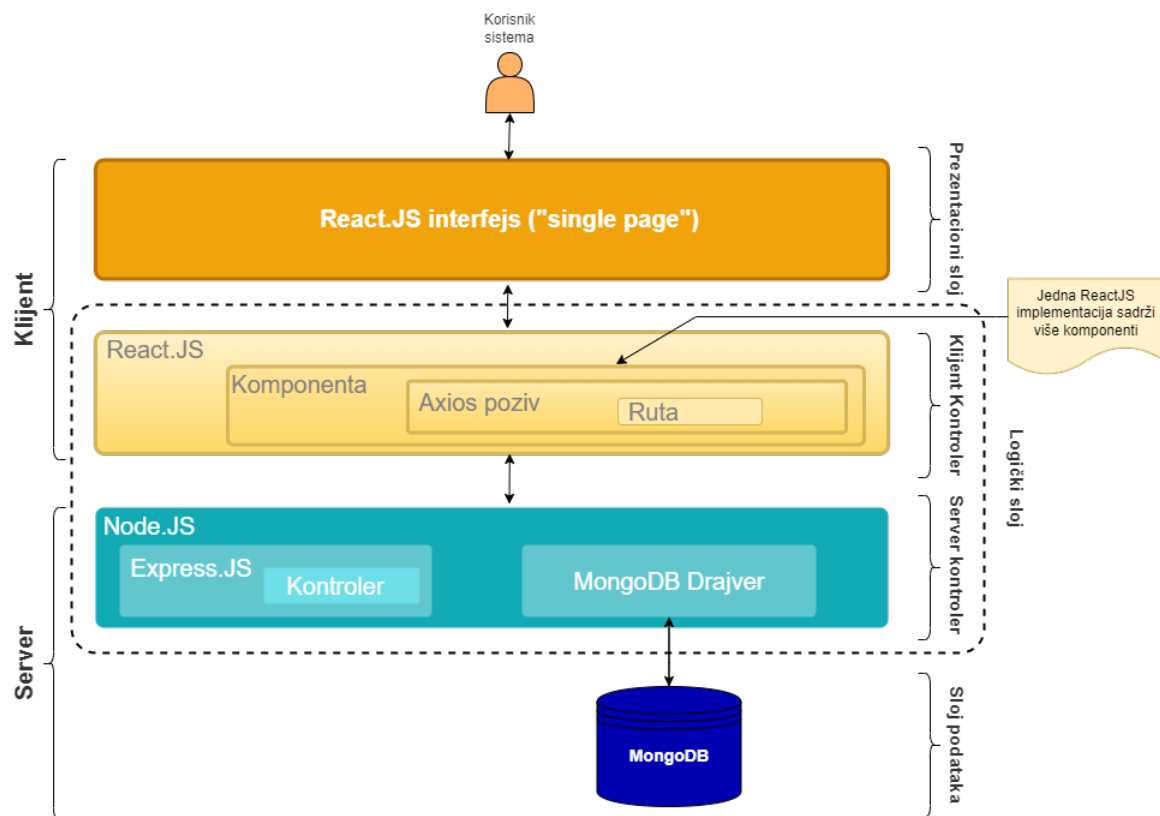 Korisnik
sistema
Klijent
Prezentacioni sloj
React.JS interfejs ("single page")
Jedna ReactJS
implementacija sadrži
više komponenti
React.JS
Komponenta
Axios poziv
Ruta
Klijent Kontroler
Logički sloj
Server
Node.JS
Express.JS
Kontroler
MongoDB Drajver
Server kontroler
MongoDB
Sloj podataka